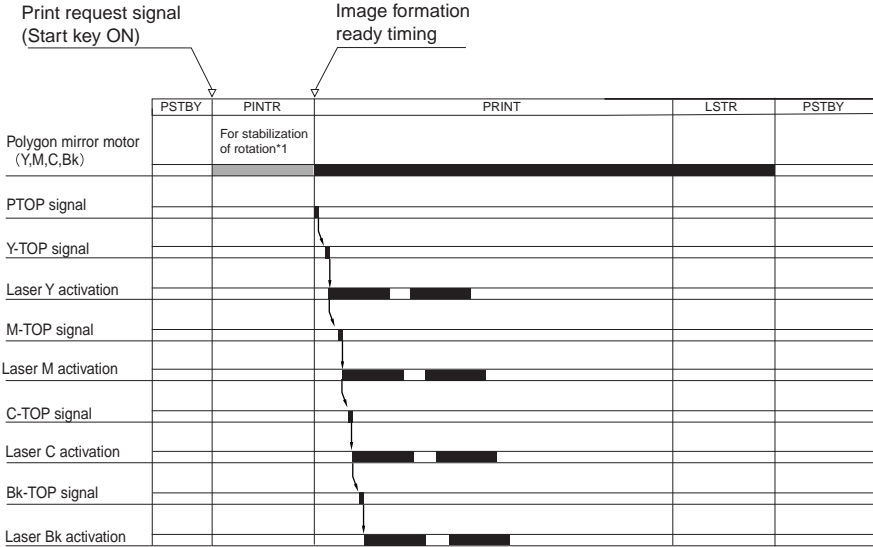 Print request signal
(Start key ON)
Image formation
ready timing
PSTBY PINTR PRINT LSTR PSTBY
Polygon mirror motor
(Y,M,C,Bk)
For stabilization
of rotation*1
PTOP signal
Y-TOP signal
Laser Y activation
M-TOP signal
Laser M activation
C-TOP signal
Laser C activation
Bk-TOP signal
Laser Bk activation